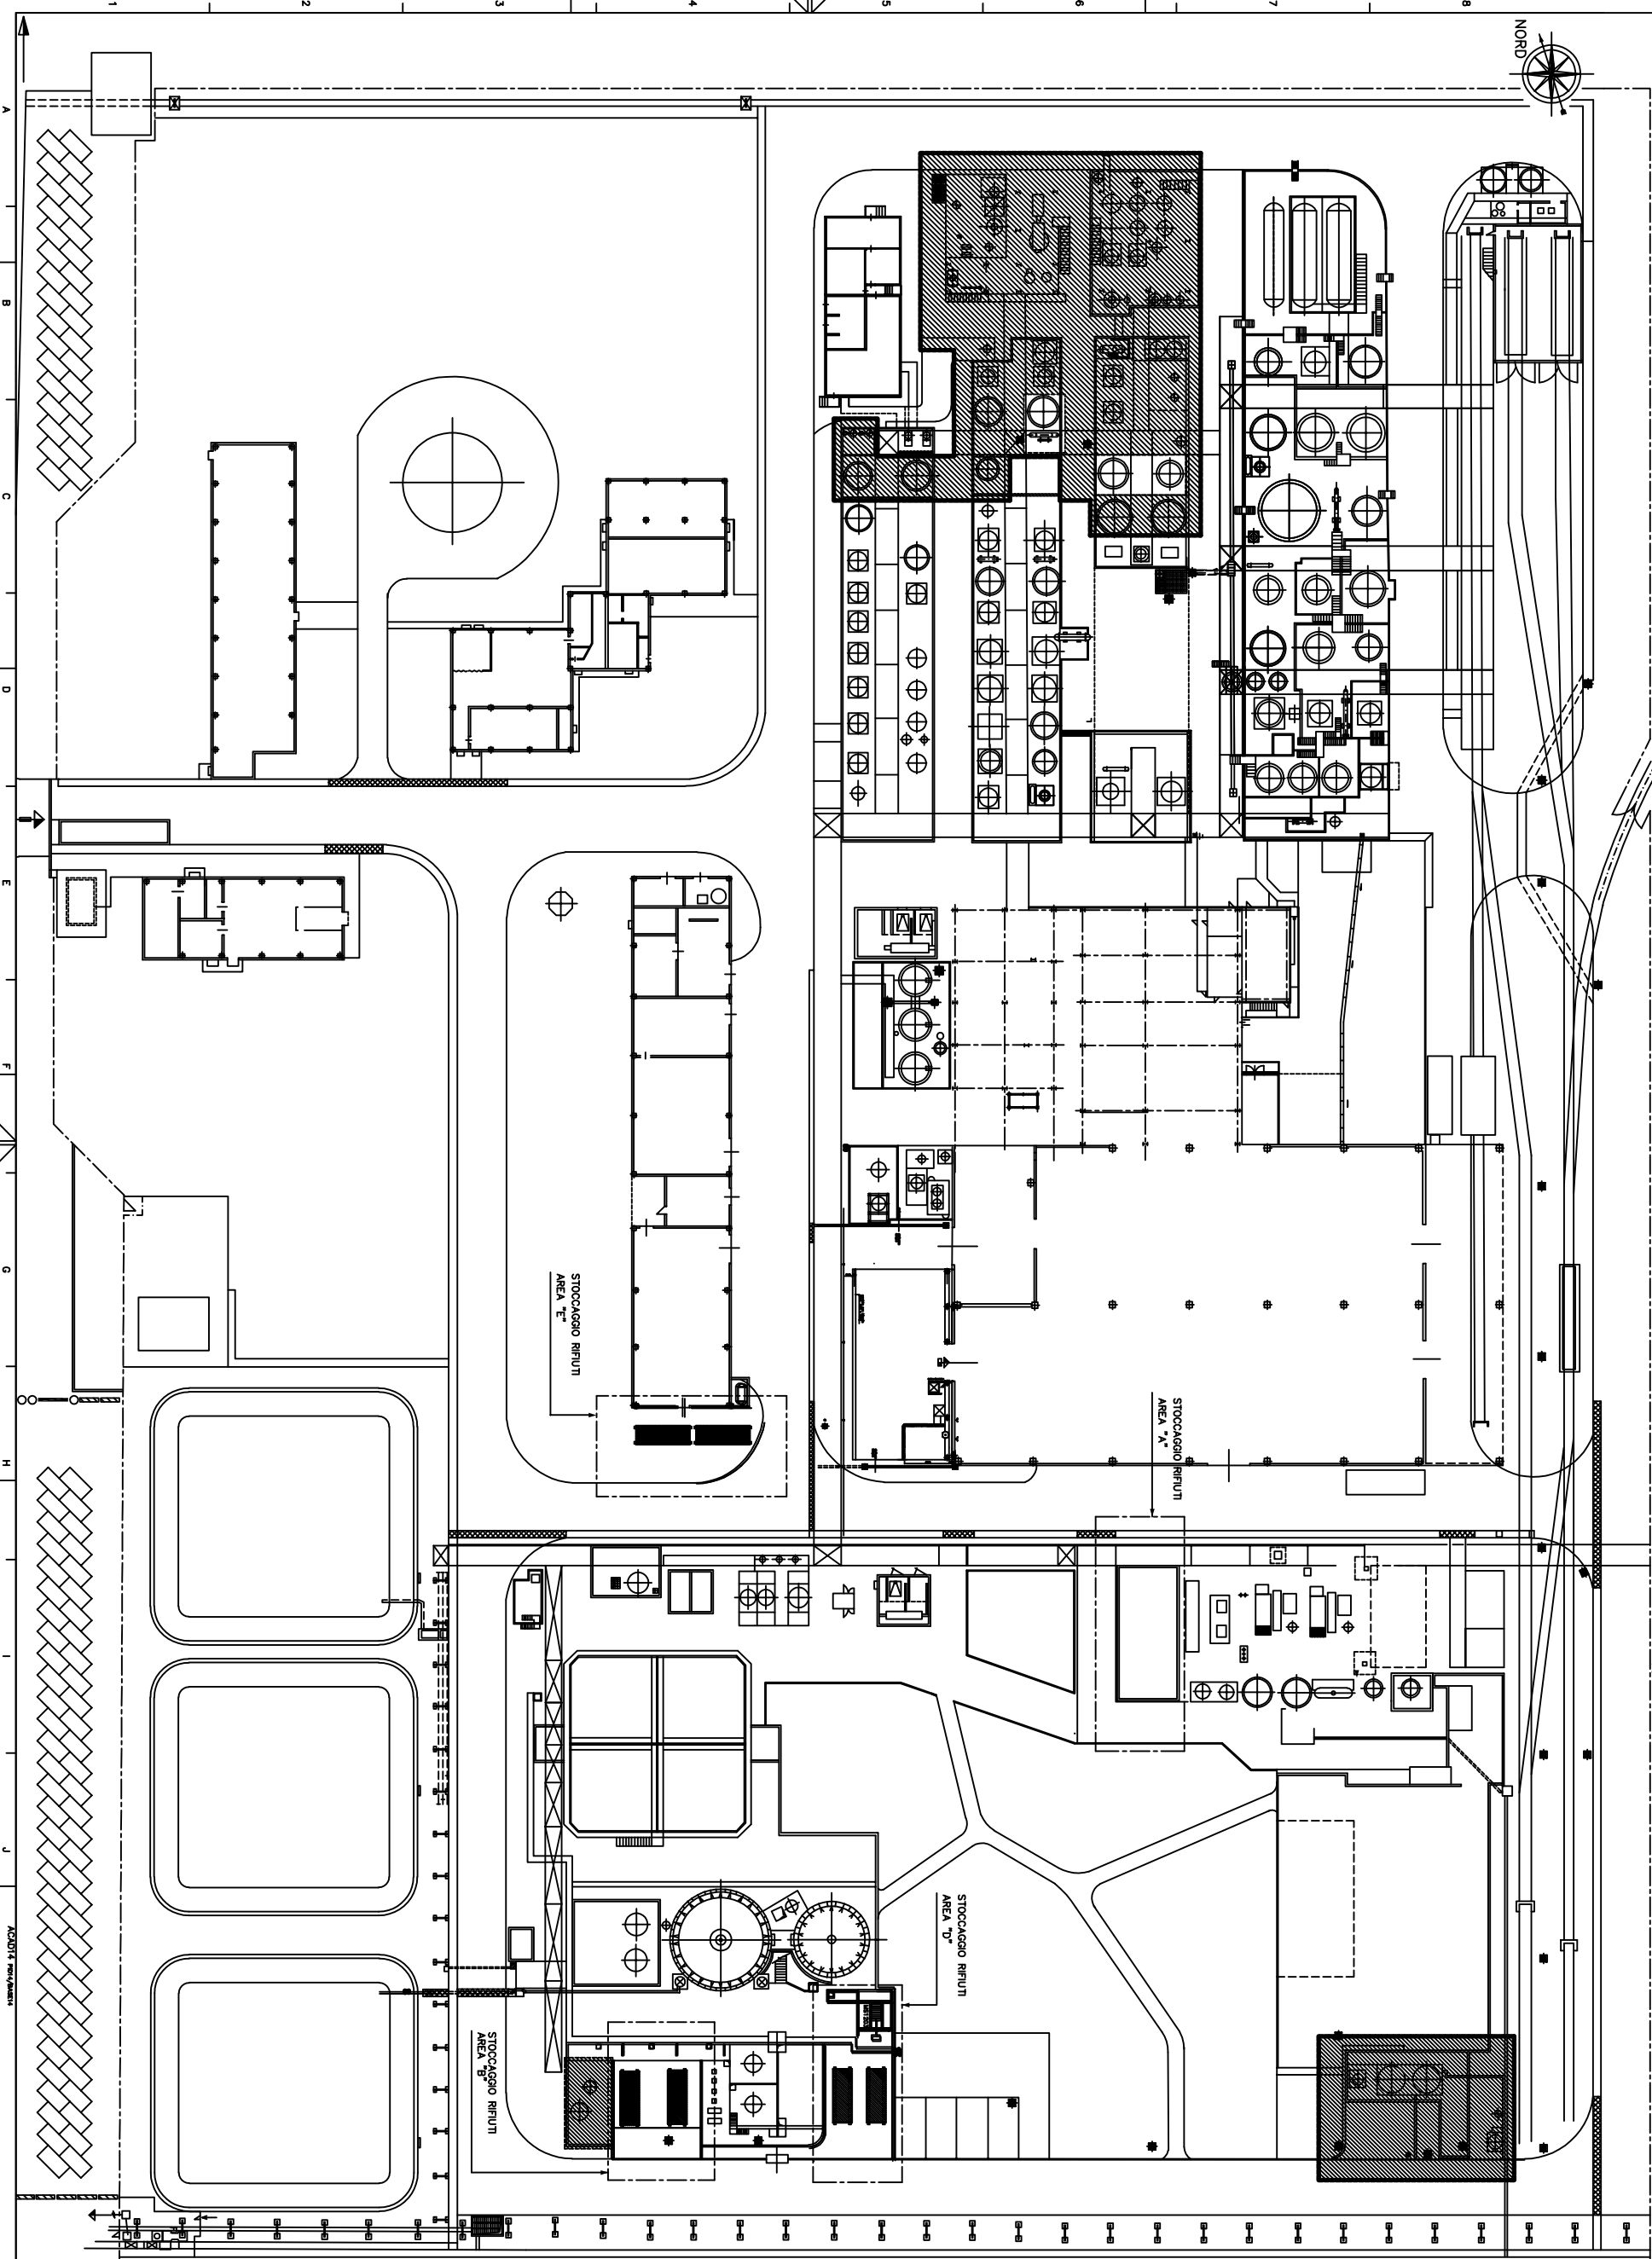 1
2
3
4
5
6
7
8
NORD
A
B
C
D
E
F
G
H
I
J
STOCCAGGIO RIFIUTI
AREA "E"
STOCCAGGIO RIFIUTI
AREA "A"
STOCCAGGIO RIFIUTI
AREA "D"
STOCCAGGIO RIFIUTI
AREA "B"